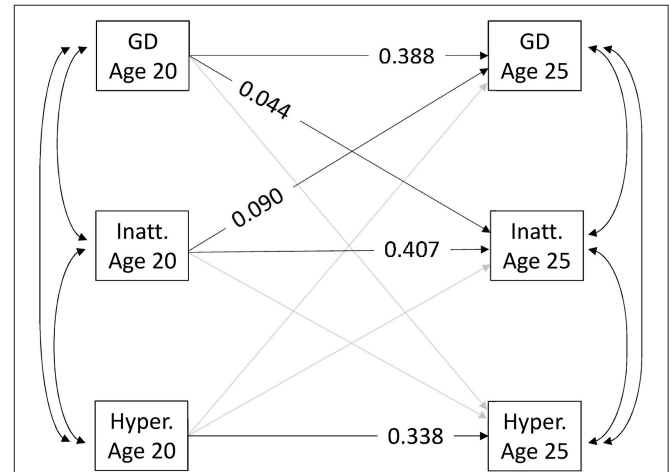 GD
Age 20
GD
Age 25
0.388
0.044
0.090
Inatt.
Age 20
0.407
Inatt.
Age 25
Hyper.
Age 20
0.338
Hyper.
Age 25